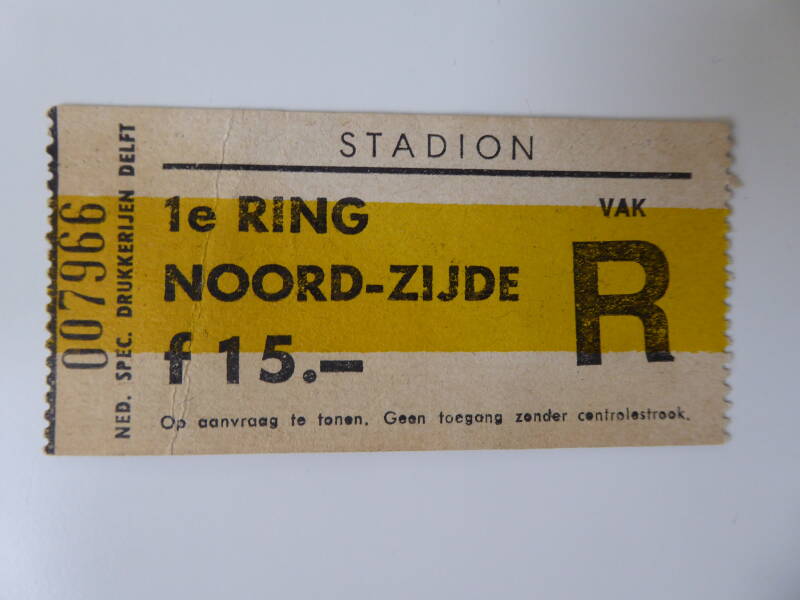 STADION
1e RING
NOORD-ZIJDE
f 15.–
VAK
R
Op aanvraag te tonen. Geen toegang zonder controlestrook.
007966
NED. SPEC. DRUKKERIJEN DELFT